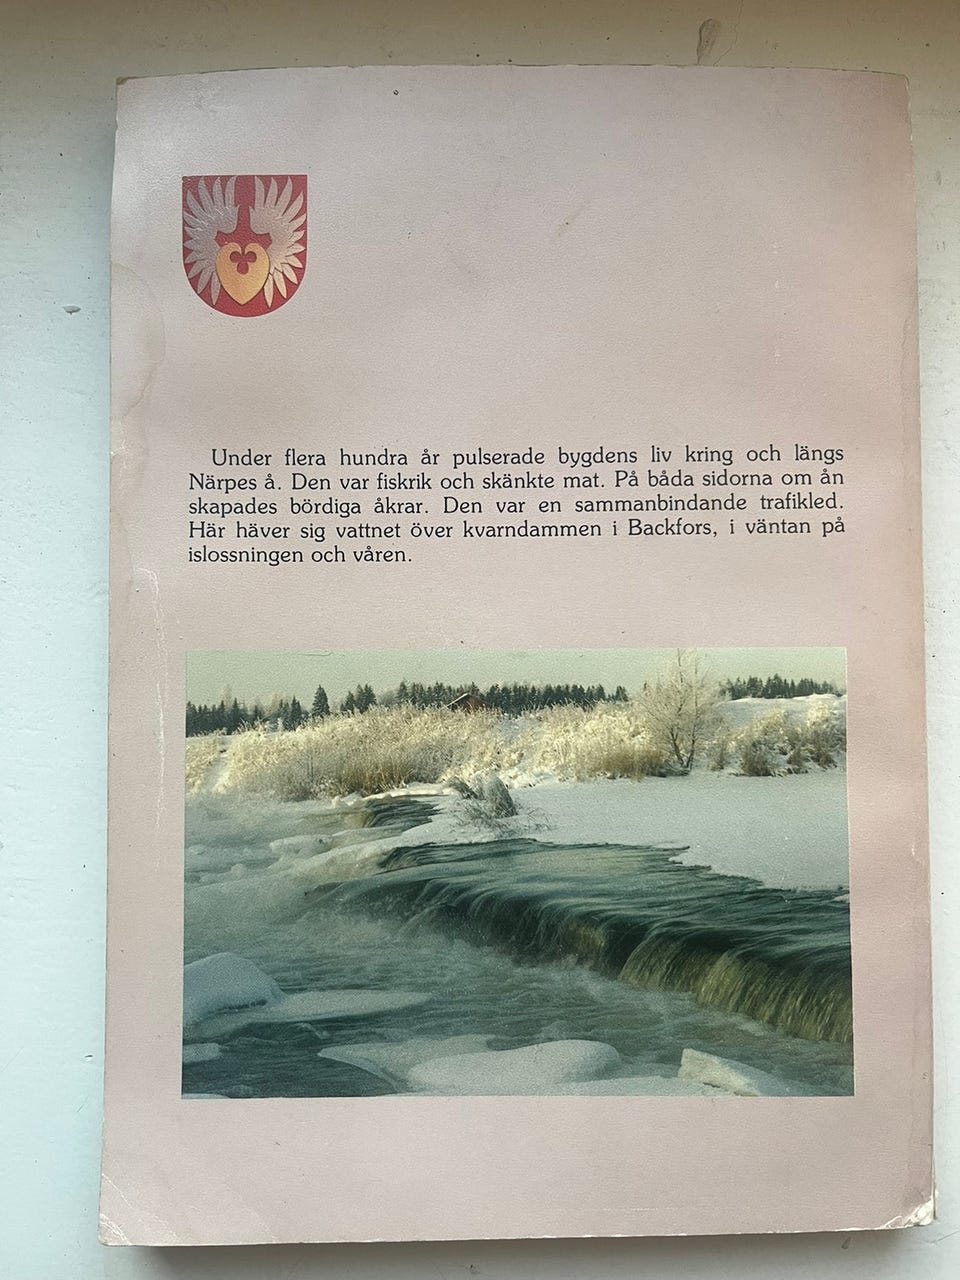 Under flera hundra år pulserade bygdens liv kring och längs
Närpes å. Den var fiskrik och skänkte mat. På båda sidorna om ån
skapades bördiga åkrar. Den var en sammanbindande trafikled.
Här häver sig vattnet över kvarndammen i Backfors, i väntan på
islossningen och våren.